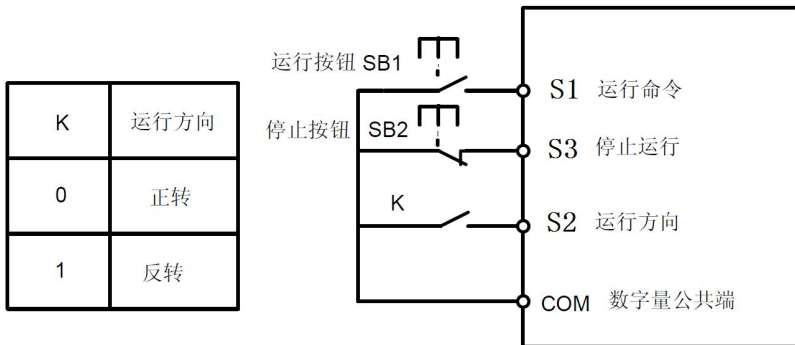 K 运行方向
0 正转
1 反转
运行按钮 SB1
S1 运行命令
停止按钮 SB2
S3 停止运行
K
S2 运行方向
COM 数字量公共端